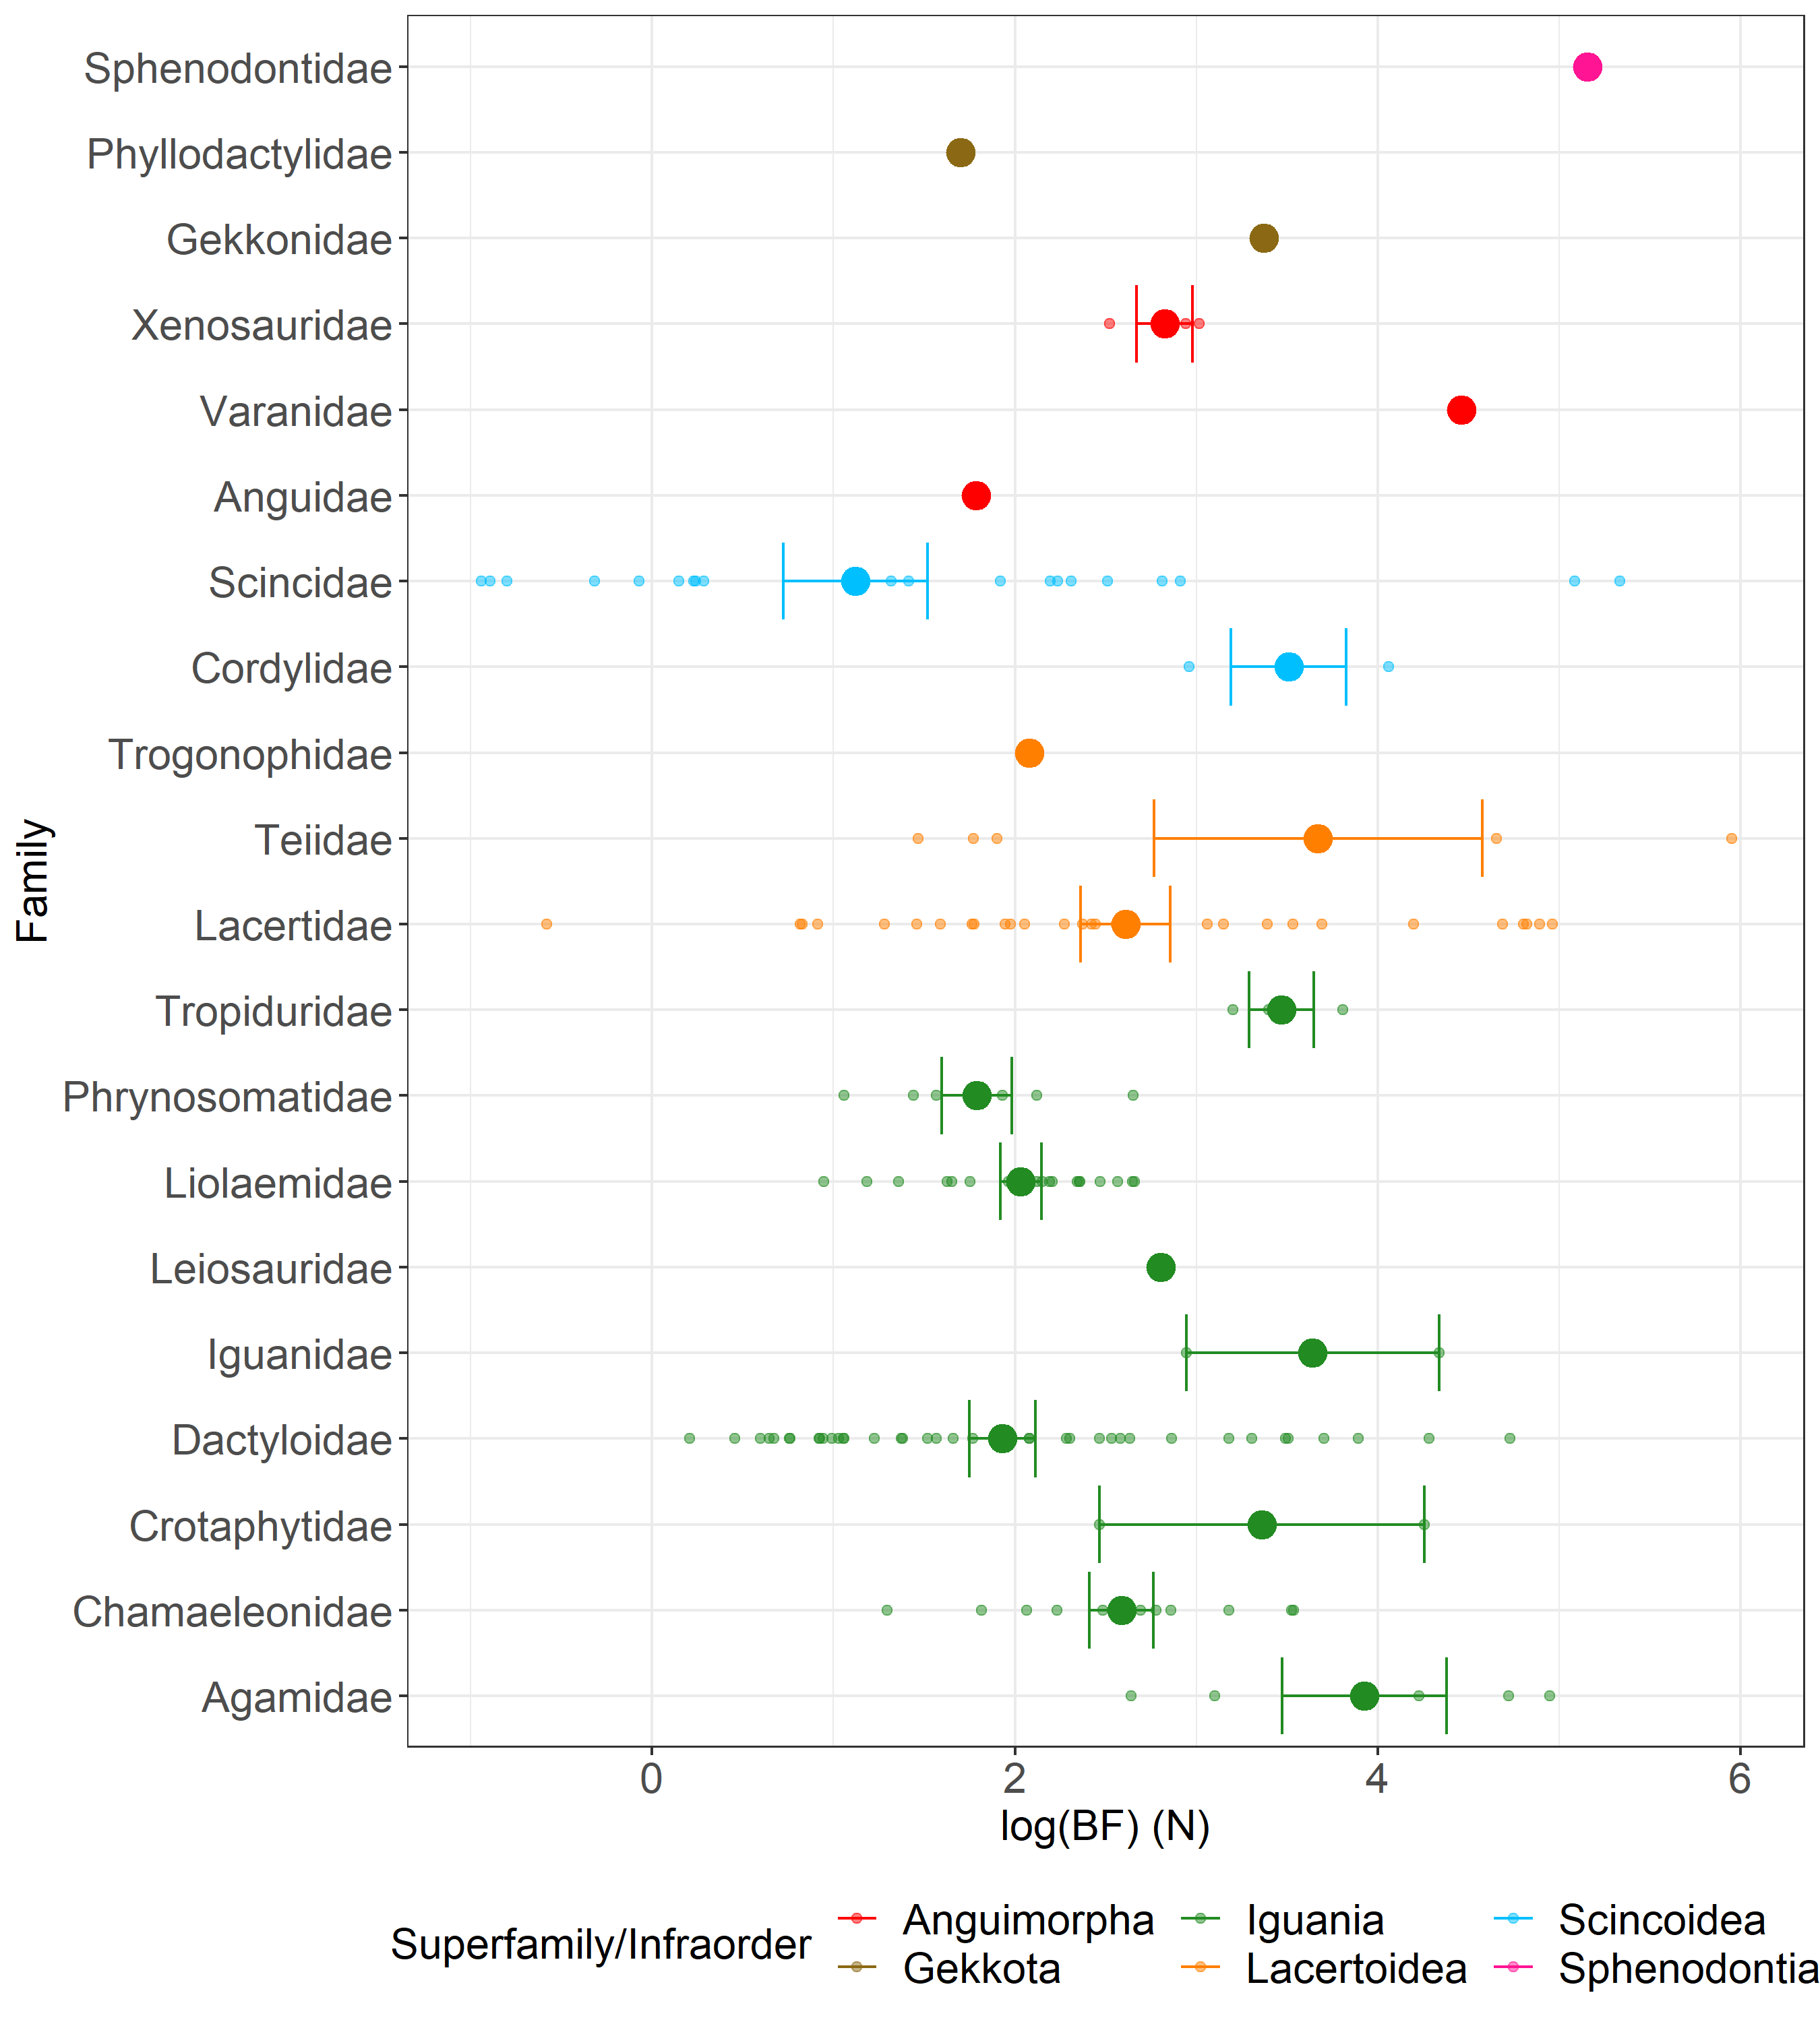 Sphenodontidae
Phyllodactylidae
Gekkonidae
Xenosauridae
Varanidae
Anguidae
Scincidae
Cordylidae
Trogonophidae
Teiidae
Lacertidae
Tropiduridae
Phrynosomatidae
Liolaemidae
Leiosauridae
Iguanidae
Dactyloidae
Crotaphytidae
Chamaeleonidae
Agamidae
Family
0 2 4 6
log(BF) (N)
Superfamily/Infraorder
Anguimorpha Iguania Scincoidea
Gekkota Lacertoidea Sphenodontia